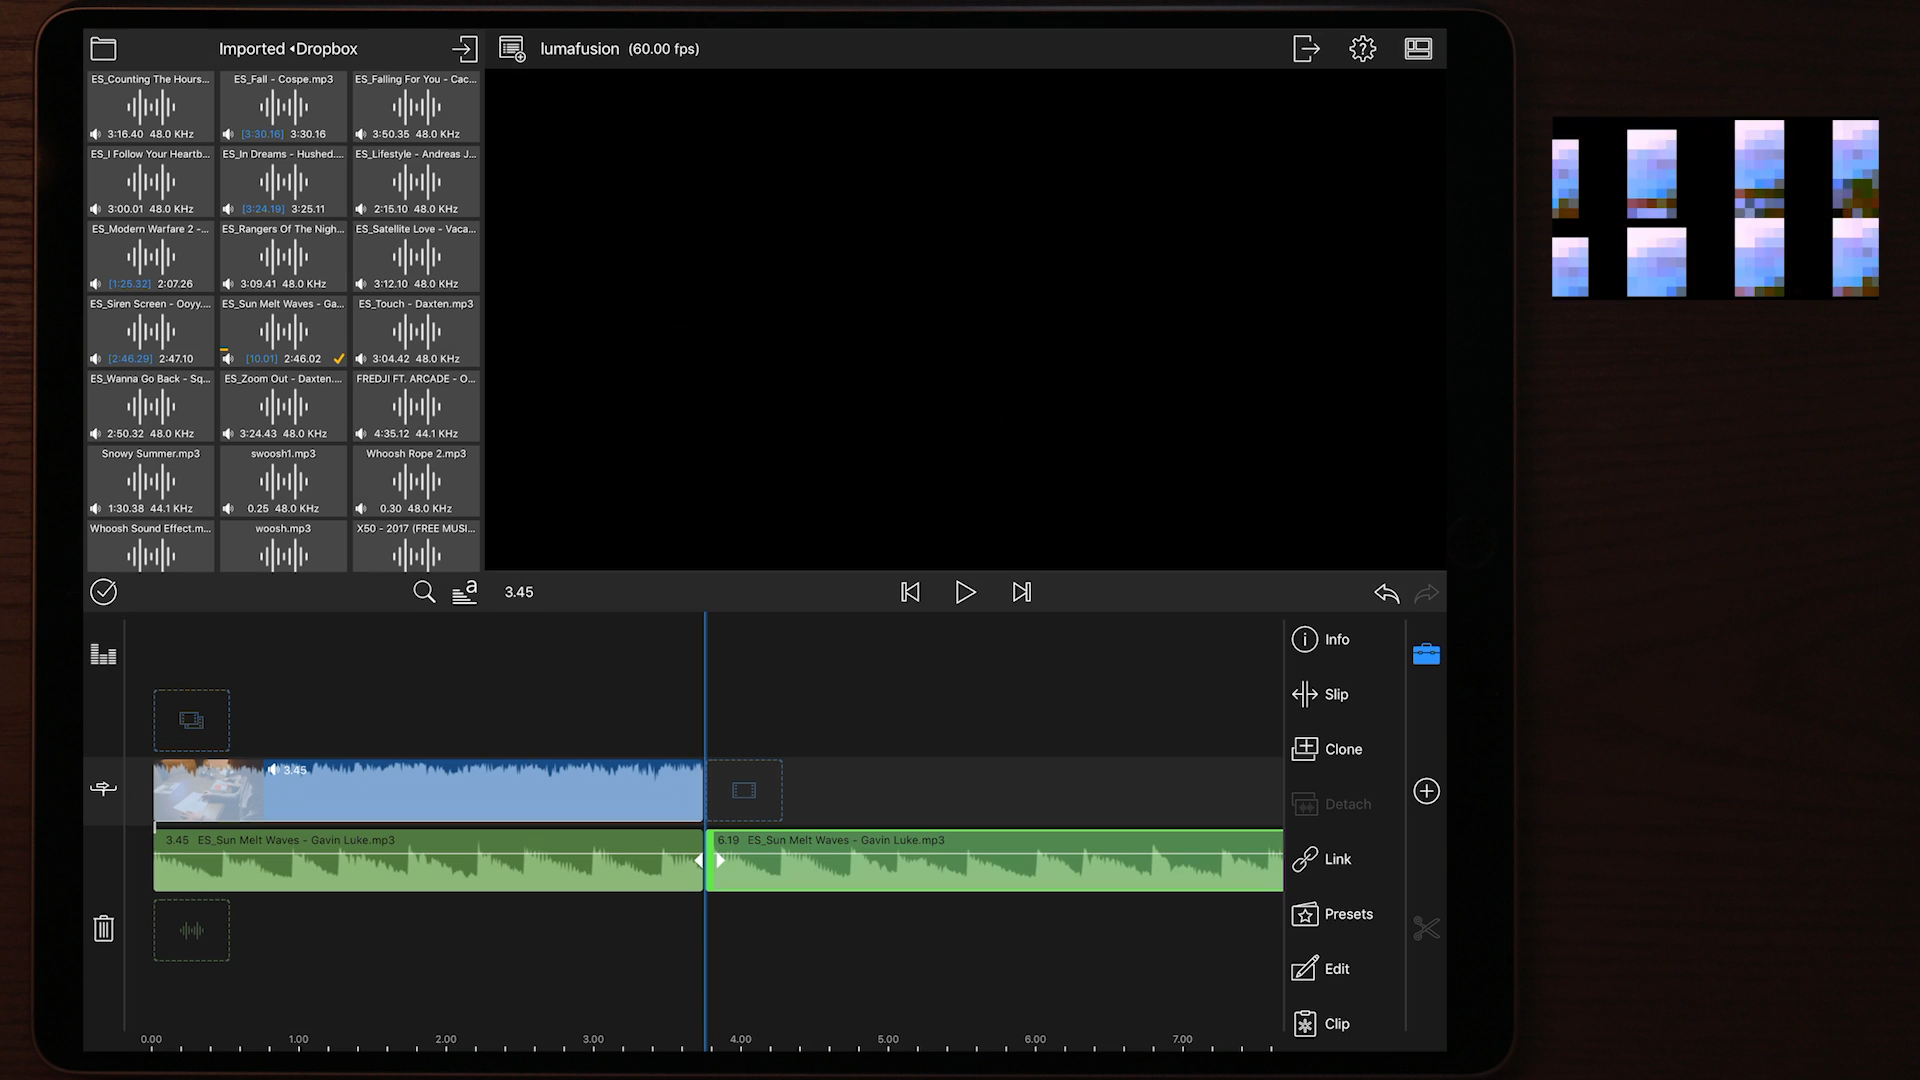 Imported ◂Dropbox
lumafusion (60.00 fps)
ES_Counting The Hours...
ES_Fall - Cospe.mp3
ES_Falling For You - Cac...
3:16.40 48.0 KHz
[3:30.16] 3:30.16
3:50.35 48.0 KHz
ES_I Follow Your Heartb...
ES_In Dreams - Hushed....
ES_Lifestyle - Andreas J...
3:00.01 48.0 KHz
[3:24.19] 3:25.11
2:15.10 48.0 KHz
ES_Modern Warfare 2 -...
ES_Rangers Of The Nigh...
ES_Satellite Love - Vaca...
[1:25.32] 2:07.26
3:09.41 48.0 KHz
3:12.10 48.0 KHz
ES_Siren Screen - Ooyy....
ES_Sun Melt Waves - Ga...
ES_Touch - Daxten.mp3
[2:46.29] 2:47.10
[10.01] 2:46.02
3:04.42 48.0 KHz
ES_Wanna Go Back - Sq...
ES_Zoom Out - Daxten....
FREDJI FT. ARCADE - O...
2:50.32 48.0 KHz
3:24.43 48.0 KHz
4:35.12 44.1 KHz
Snowy Summer.mp3
swoosh1.mp3
Whoosh Rope 2.mp3
1:30.38 44.1 KHz
0.25 48.0 KHz
0.30 48.0 KHz
Whoosh Sound Effect.m...
woosh.mp3
X50 - 2017 (FREE MUSI...
a
3.45
Info
Slip
3.45
Clone
Detach
3.45 ES_Sun Melt Waves - Gavin Luke.mp3
6.19 ES_Sun Melt Waves - Gavin Luke.mp3
Link
Presets
Edit
Clip
0.00 1.00 2.00 3.00 4.00 5.00 6.00 7.00